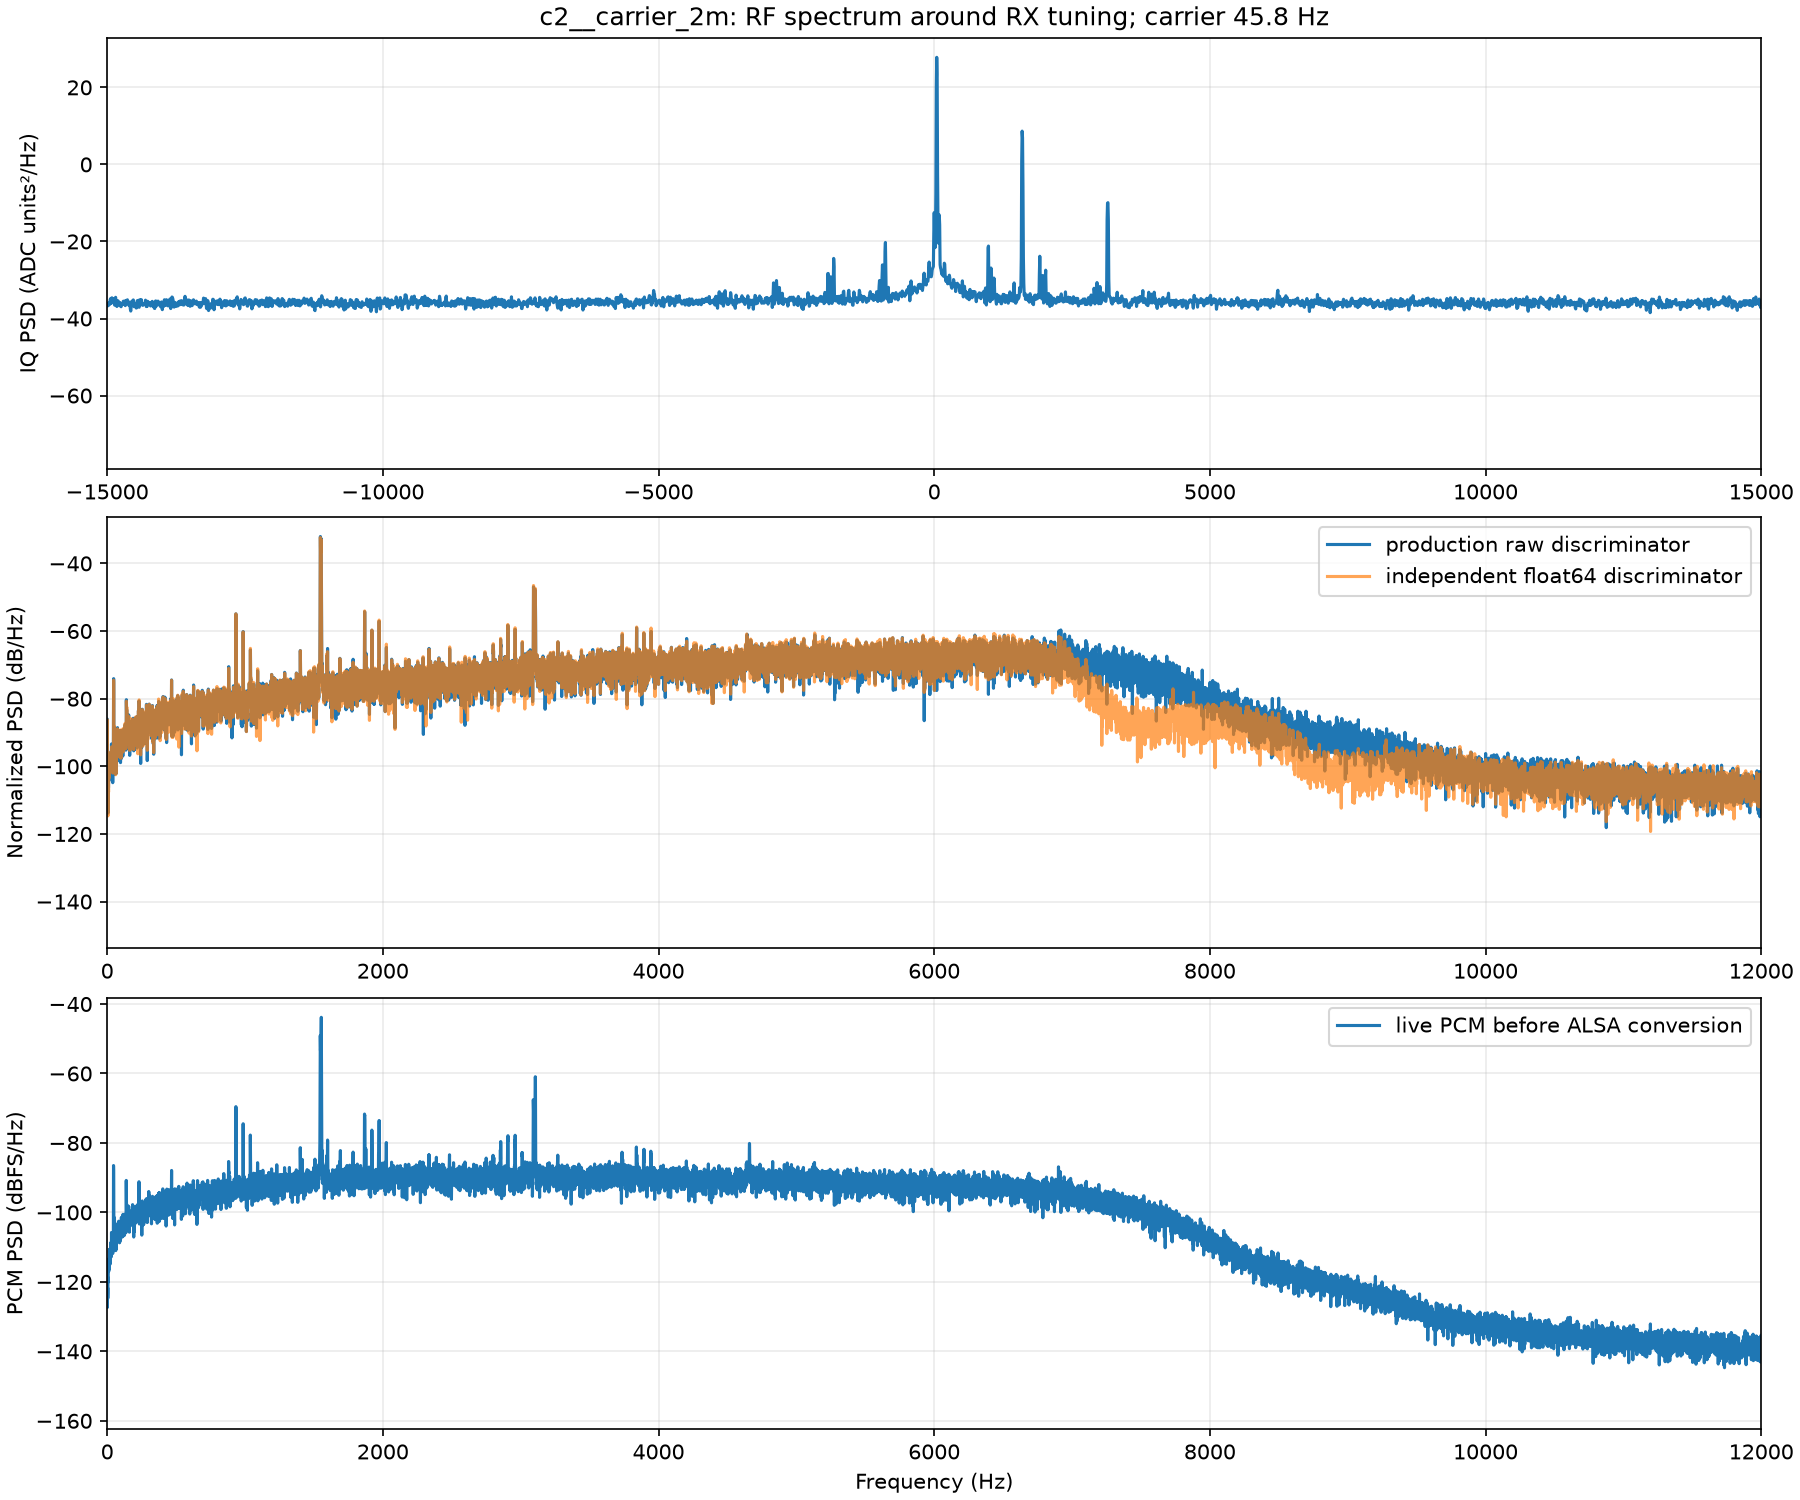 c2__carrier_2m: RF spectrum around RX tuning; carrier 45.8 Hz
IQ PSD (ADC units²/Hz)
20
0
−20
−40
−60
−15000 −10000 −5000 0 5000 10000 15000
Normalized PSD (dB/Hz)
production raw discriminator
independent float64 discriminator
−40
−60
−80
−100
−120
−140
0 2000 4000 6000 8000 10000 12000
PCM PSD (dBFS/Hz)
live PCM before ALSA conversion
−40
−60
−80
−100
−120
−140
−160
0 2000 4000 6000 8000 10000 12000
Frequency (Hz)